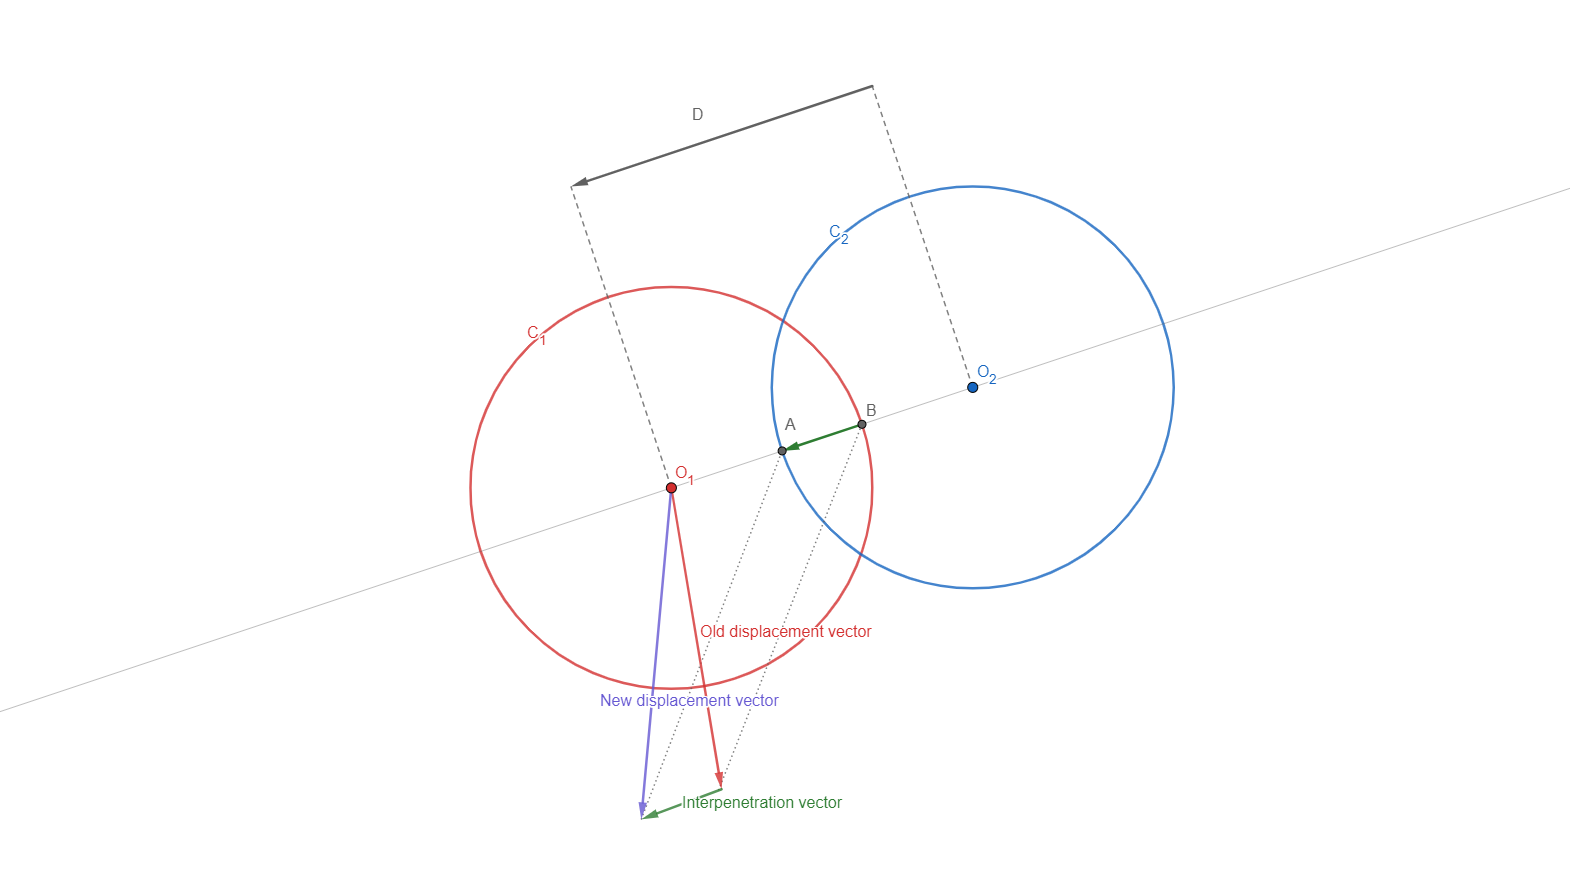 D
C₂
C₁
O₂
B
A
O₁
Old displacement vector
New displacement vector
Interpenetration vector